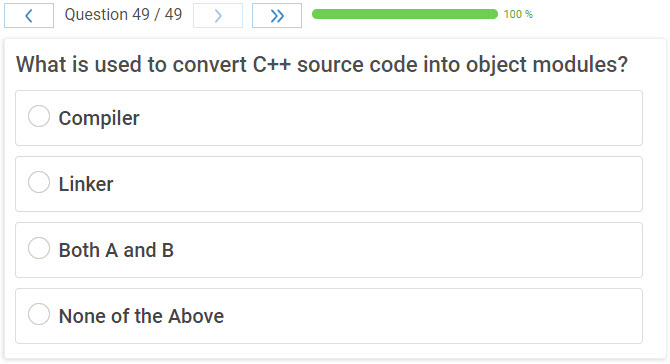 Question 49 / 49
100 %
What is used to convert C++ source code into object modules?
Compiler
Linker
Both A and B
None of the Above